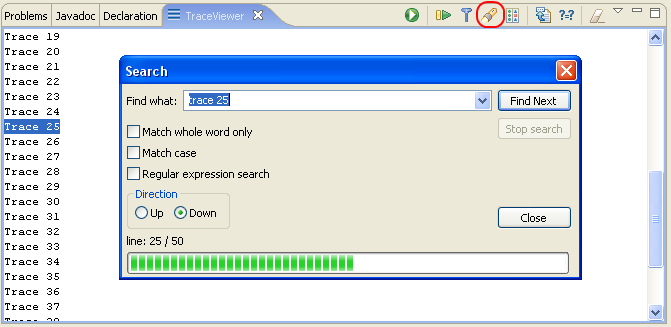 Problems Javadoc Declaration TraceViewer
Trace 19
Trace 20
Trace 21
Trace 22
Trace 23
Trace 24
Trace 25
Trace 26
Trace 27
Trace 28
Trace 29
Trace 30
Trace 31
Trace 32
Trace 33
Trace 34
Trace 35
Trace 36
Trace 37
Search
Find what: trace 25 Find Next
Stop search
Match whole word only
Match case
Regular expression search
Direction
Up Down
Close
line: 25 / 50